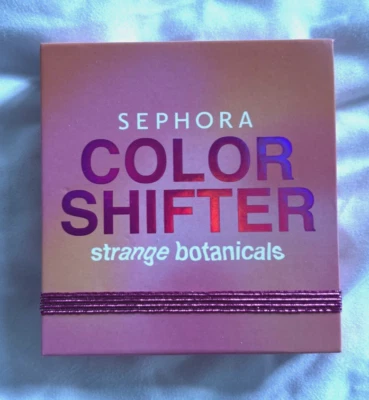 SEPHORA
COLOR
SHIFTER
strange botanicals